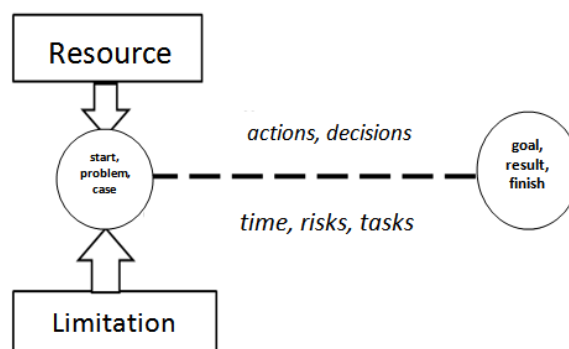 Resource
start,
problem,
case
actions, decisions
time, risks, tasks
goal,
result,
finish
Limitation